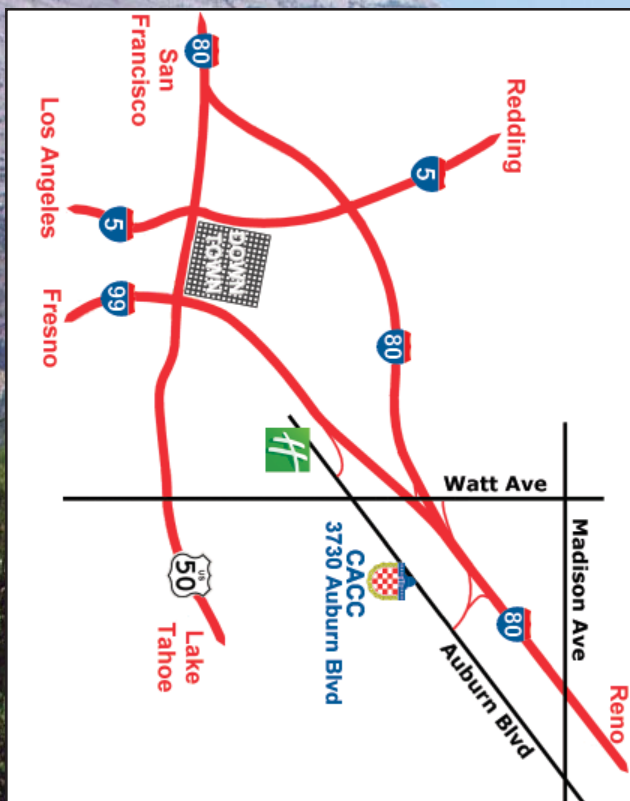 Redding
5
Reno
80
Madison Ave
San
Francisco
80
80
Watt Ave
Auburn Blvd
DOWN
TOWN
CACC
3730 Auburn Blvd
Los Angeles
5
Fresno
99
US
50
Lake
Tahoe